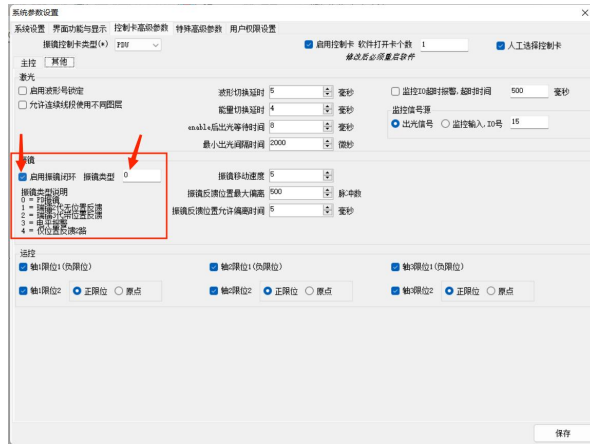 系统参数设置
系统设置 界面功能与显示 控制卡高级参数 特殊高级参数 用户权限设置
振镜控制卡类型(*) PDU 启用控制卡 软件打开卡个数 1 人工选择控制卡
修改后必须重启软件
主控 其他
激光
启用波形号锁定 波形切换延时 5 毫秒 监控IO超时报警，超时时间 500 毫秒
允许连续线段使用不同图层 能量切换延时 4 毫秒 监控信号源
enable后出光等待时间 8 毫秒 出光信号 监控输入，IO号 15
最小出光间隔时间 2000 微秒
振镜
启用振镜闭环 振镜类型 0 振镜移动速度 5
振镜类型说明 振镜反馈位置最大偏离 500 脉冲数
0 = PD振镜
1 = 瑞镭2代无位置反馈 振镜反馈位置允许偏离时间 5 毫秒
2 = 瑞镭3代带位置反馈
3 = 电平报警
4 = 仅位置反馈2路
运控
轴1限位1(负限位) 轴2限位1(负限位) 轴3限位1(负限位)
轴1限位2 正限位 原点 轴2限位2 正限位 原点 轴3限位2 正限位 原点
保存